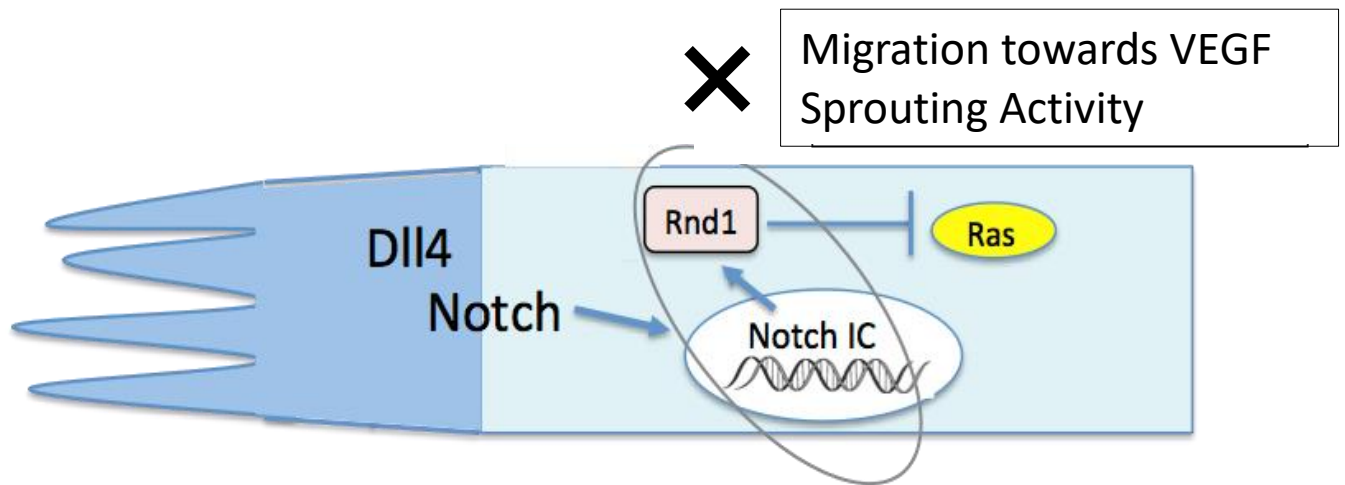 Migration towards VEGF
Sprouting Activity
Rnd1
Ras
Dll4
Notch
Notch IC